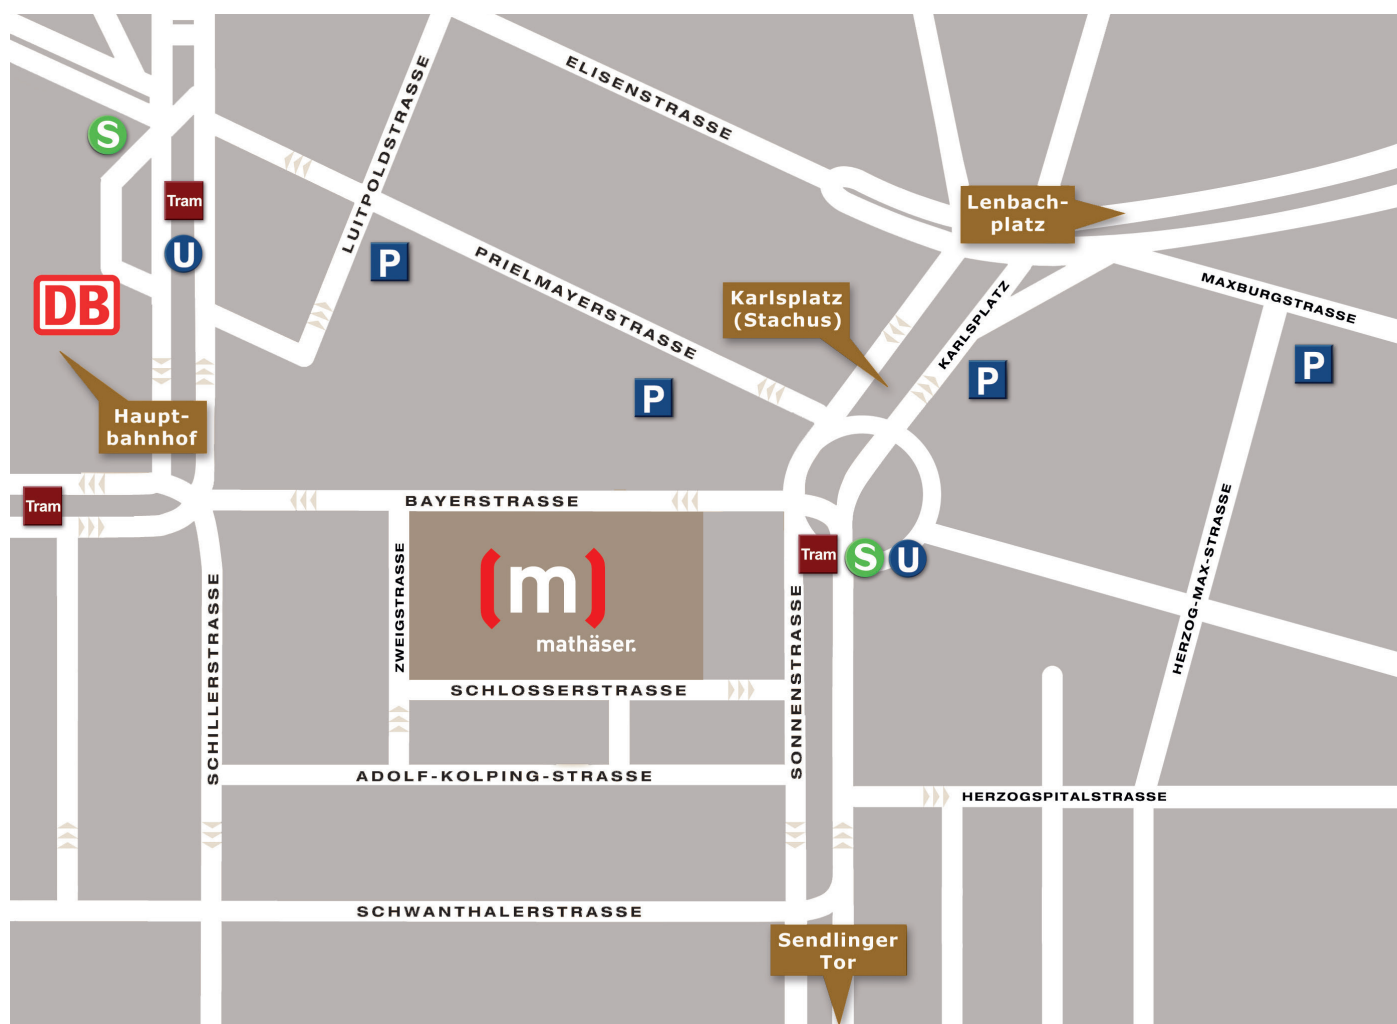 ELISENSTRASSE
LUITPOLDSTRASSE
S
Tram
U
P
Lenbach-
platz
PRIELMAYERSTRASSE
DB
Karlsplatz
(Stachus)
KARLSPLATZ
MAXBURGSTRASSE
P
P
P
Haupt-
bahnhof
Tram
BAYERSTRASSE
ZWEIGSTRASSE
(m)
mathäser.
Tram
S
U
HERZOG-MAX-STRASSE
SCHILLERSTRASSE
SCHLOSSERSTRASSE
SONNENSTRASSE
ADOLF-KOLPING-STRASSE
HERZOGSPITALSTRASSE
SCHWANTHALERSTRASSE
Sendlinger
Tor